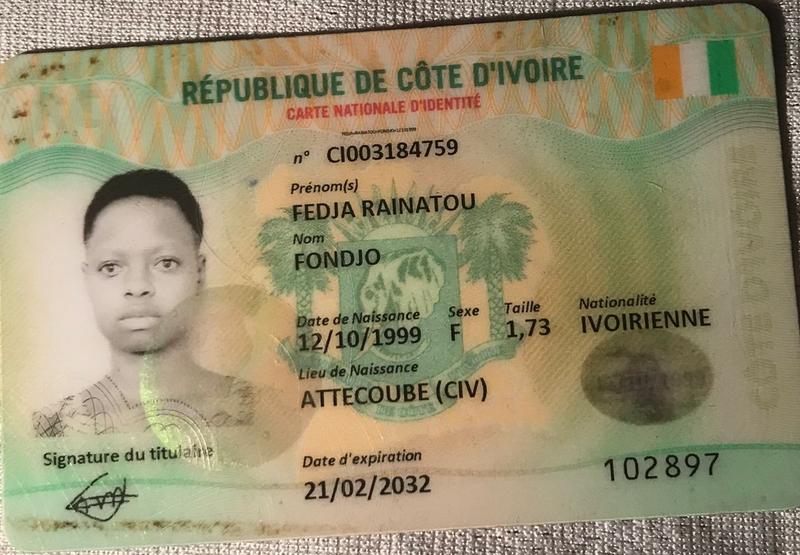 RÉPUBLIQUE DE CÔTE D'IVOIRE
CARTE NATIONALE D'IDENTITÉ
n° CI003184759
Prénom(s)
FEDJA RAINATOU
Nom
FONDJO
Date de Naissance Sexe Taille Nationalité
12/10/1999 F 1,73 IVOIRIENNE
Lieu de Naissance
ATTECOUBE (CIV)
Signature du titulaire
Date d'expiration
21/02/2032
102897